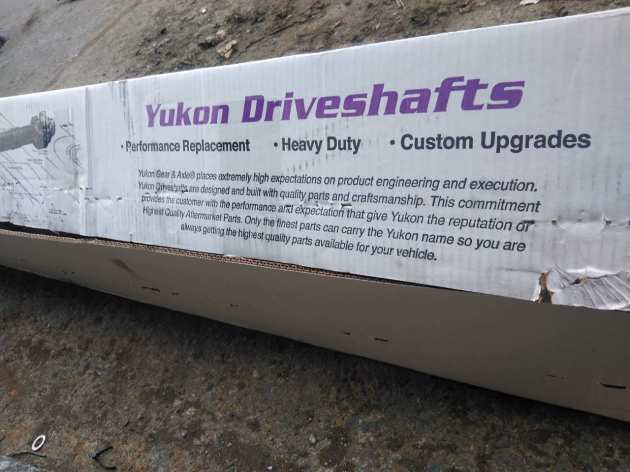 Yukon Driveshafts
• Performance Replacement • Heavy Duty • Custom Upgrades
Yukon Gear & Axle® places extremely high expectations on product engineering and execution.
Yukon Driveshafts are designed and built with quality parts and craftsmanship. This commitment
provides the customer with the performance and expectation that give Yukon the reputation of
Highest Quality Aftermarket Parts. Only the finest parts can carry the Yukon name so you are
always getting the highest quality parts available for your vehicle.